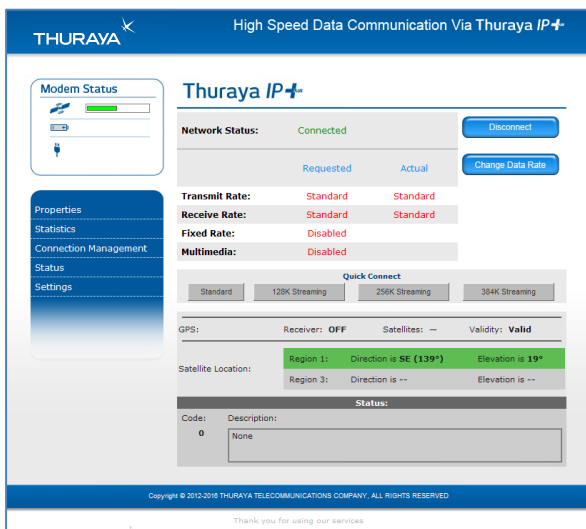 THURAYA
High Speed Data Communication Via Thuraya IP+
Modem Status
Thuraya IP+
Network Status: Connected Disconnect
Requested Actual Change Data Rate
Transmit Rate: Standard Standard
Receive Rate: Standard Standard
Fixed Rate: Disabled
Multimedia: Disabled
Properties
Statistics
Connection Management
Status
Settings
Quick Connect
Standard 128K Streaming 256K Streaming 384K Streaming
GPS: Receiver: OFF Satellites: — Validity: Valid
Satellite Location:
Region 1: Direction is SE (139°) Elevation is 19°
Region 3: Direction is -- Elevation is --
Status:
Code: Description:
0 None
Copyright © 2012-2016 THURAYA TELECOMMUNICATIONS COMPANY, ALL RIGHTS RESERVED
Thank you for using our services